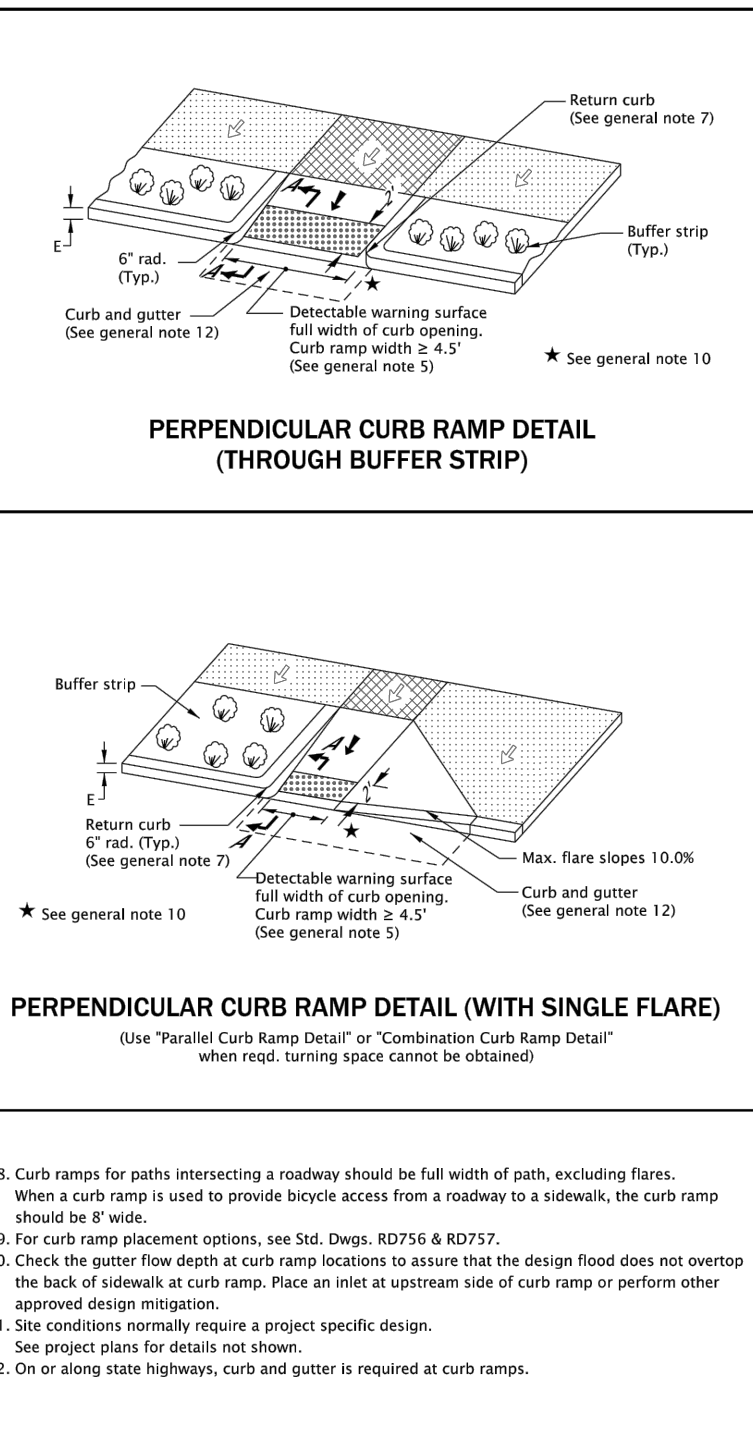 Return curb
(See general note 7)
A
2'
E
Buffer strip
(Typ.)
6" rad.
(Typ.)
A
★
Curb and gutter
(See general note 12)
Detectable warning surface
full width of curb opening.
Curb ramp width ≥ 4.5'
(See general note 5)
★ See general note 10
PERPENDICULAR CURB RAMP DETAIL
(THROUGH BUFFER STRIP)
Buffer strip
A
2'
E
Return curb
6" rad. (Typ.)
(See general note 7)
A
★
Max. flare slopes 10.0%
Detectable warning surface
full width of curb opening.
Curb ramp width ≥ 4.5'
(See general note 5)
Curb and gutter
(See general note 12)
★ See general note 10
PERPENDICULAR CURB RAMP DETAIL (WITH SINGLE FLARE)
(Use "Parallel Curb Ramp Detail" or "Combination Curb Ramp Detail"
when reqd. turning space cannot be obtained)
8. Curb ramps for paths intersecting a roadway should be full width of path, excluding flares.
When a curb ramp is used to provide bicycle access from a roadway to a sidewalk, the curb ramp
should be 8' wide.
9. For curb ramp placement options, see Std. Dwgs. RD756 & RD757.
0. Check the gutter flow depth at curb ramp locations to assure that the design flood does not overtop
the back of sidewalk at curb ramp. Place an inlet at upstream side of curb ramp or perform other
approved design mitigation.
1. Site conditions normally require a project specific design.
See project plans for details not shown.
2. On or along state highways, curb and gutter is required at curb ramps.